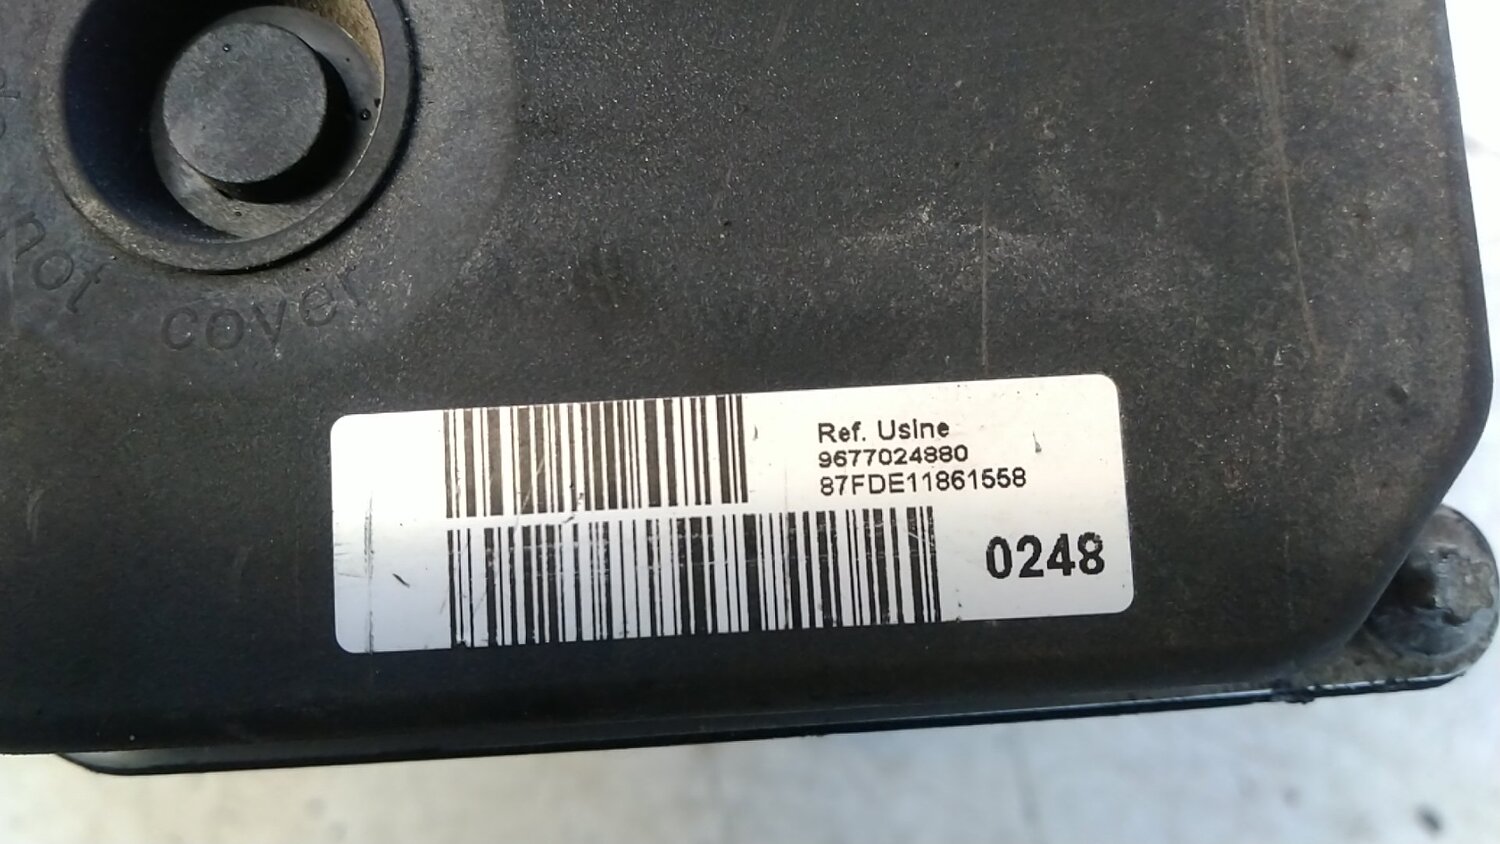 not cover
Ref. Usine
9677024880
87FDE11861558
0248